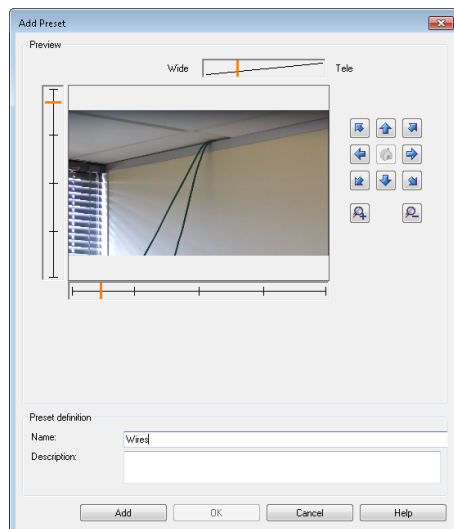 Add Preset
Preview
Wide Tele
Preset definition
Name: Wires
Description:
Add OK Cancel Help